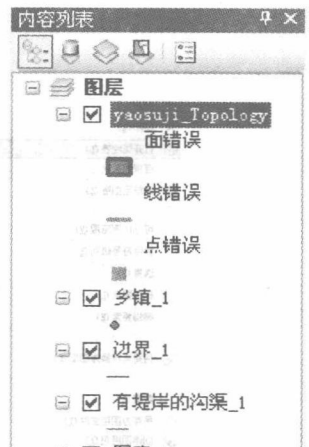 内容列表
图层
yaosuji_Topology
面错误
线错误
点错误
乡镇_1
边界_1
有堤岸的沟渠_1